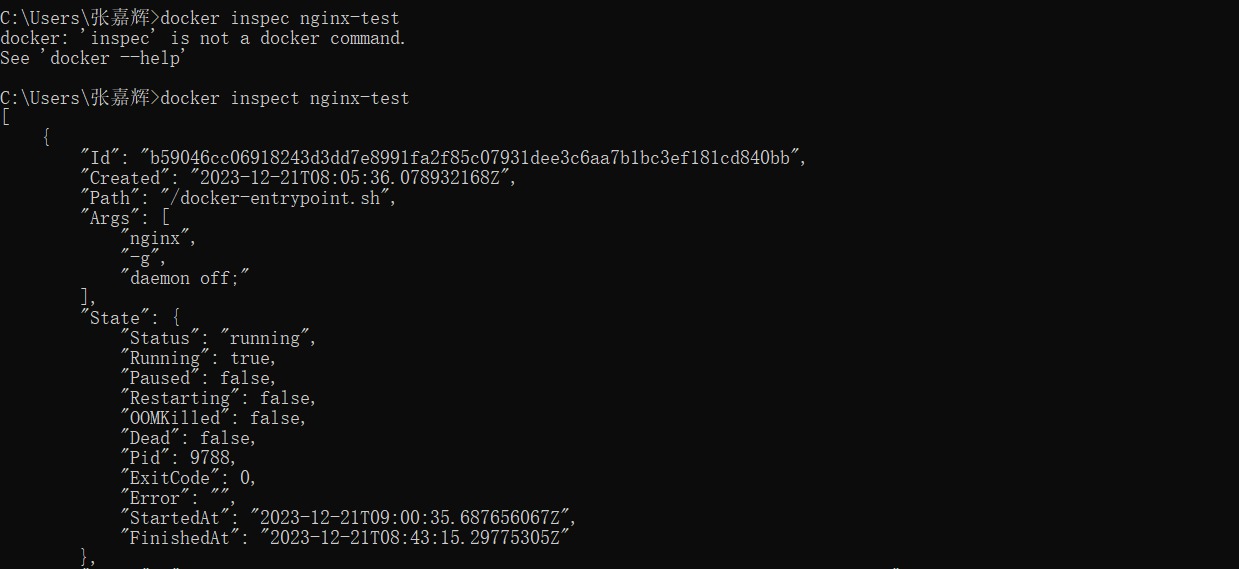 C:\Users\张嘉辉>docker inspec nginx-test
docker: 'inspec' is not a docker command.
See 'docker --help'
C:\Users\张嘉辉>docker inspect nginx-test
[
    {
        "Id": "b59046cc06918243d3dd7e8991fa2f85c07931dee3c6aa7b1bc3ef181cd840bb",
        "Created": "2023-12-21T08:05:36.078932168Z",
        "Path": "/docker-entrypoint.sh",
        "Args": [
            "nginx",
            "-g",
            "daemon off;"
        ],
        "State": {
            "Status": "running",
            "Running": true,
            "Paused": false,
            "Restarting": false,
            "OOMKilled": false,
            "Dead": false,
            "Pid": 9788,
            "ExitCode": 0,
            "Error": "",
            "StartedAt": "2023-12-21T09:00:35.687656067Z",
            "FinishedAt": "2023-12-21T08:43:15.29775305Z"
        },